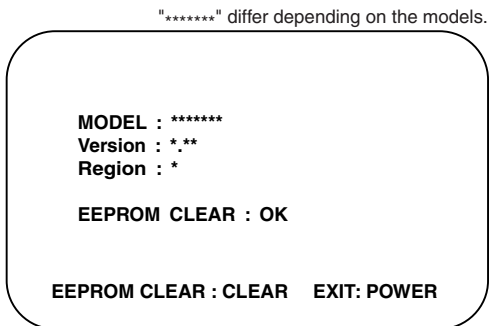 "*******" differ depending on the models.
MODEL : *******
Version : *.**
Region : *
EEPROM CLEAR : OK
EEPROM CLEAR : CLEAR EXIT: POWER